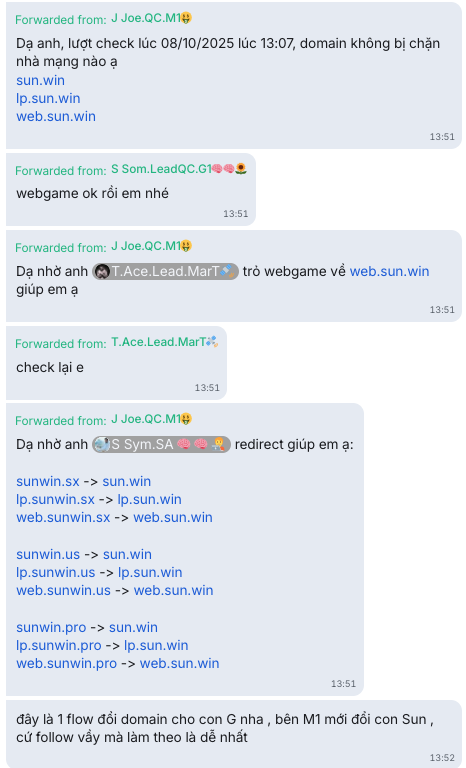 Forwarded from: J Joe.QC.M1🤑
Dạ anh, lượt check lúc 08/10/2025 lúc 13:07, domain không bị chặn
nhà mạng nào ạ
sun.win
lp.sun.win
web.sun.win
13:51
Forwarded from: S Som.LeadQC.G1🧠🧠🌻
webgame ok rồi em nhé
13:51
Forwarded from: J Joe.QC.M1🤑
Dạ nhờ anh T.Ace.Lead.MarT🍼 trỏ webgame về web.sun.win
giúp em ạ
13:51
Forwarded from: T.Ace.Lead.MarT🍼
check lại e
13:51
Forwarded from: J Joe.QC.M1🤑
Dạ nhờ anh S Sym.SA 🧠 🧠 redirect giúp em ạ:
sunwin.sx -> sun.win
lp.sunwin.sx -> lp.sun.win
web.sunwin.sx -> web.sun.win
sunwin.us -> sun.win
lp.sunwin.us -> lp.sun.win
web.sunwin.us -> web.sun.win
sunwin.pro -> sun.win
lp.sunwin.pro -> lp.sun.win
web.sunwin.pro -> web.sun.win
13:51
đây là 1 flow đổi domain cho con G nha , bên M1 mới đổi con Sun ,
cứ follow vầy mà làm theo là dễ nhất
13:52